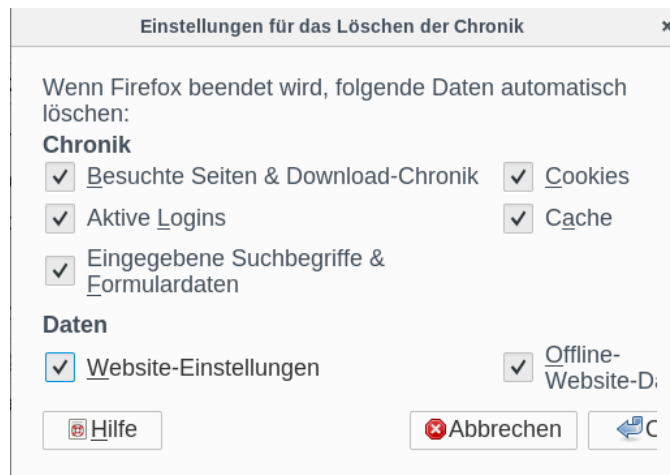 Einstellungen für das Löschen der Chronik
Wenn Firefox beendet wird, folgende Daten automatisch
löschen:
Chronik
Besuchte Seiten & Download-Chronik
Cookies
Aktive Logins
Cache
Eingegebene Suchbegriffe &
Formulardaten
Daten
Website-Einstellungen
Offline-
Website-Da
Hilfe
Abbrechen